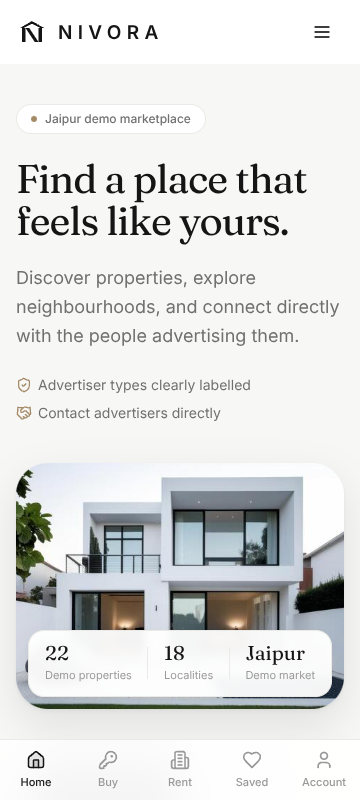 NIVORA
Jaipur demo marketplace
Find a place that
feels like yours.
Discover properties, explore
neighbourhoods, and connect directly
with the people advertising them.
Advertiser types clearly labelled
Contact advertisers directly
22 18 Jaipur
Demo properties Localities Demo market
Home Buy Rent Saved Account